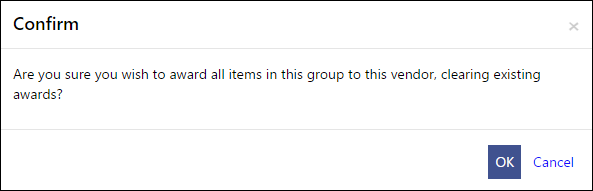 Confirm
×
Are you sure you wish to award all items in this group to this vendor, clearing existing
awards?
OK Cancel